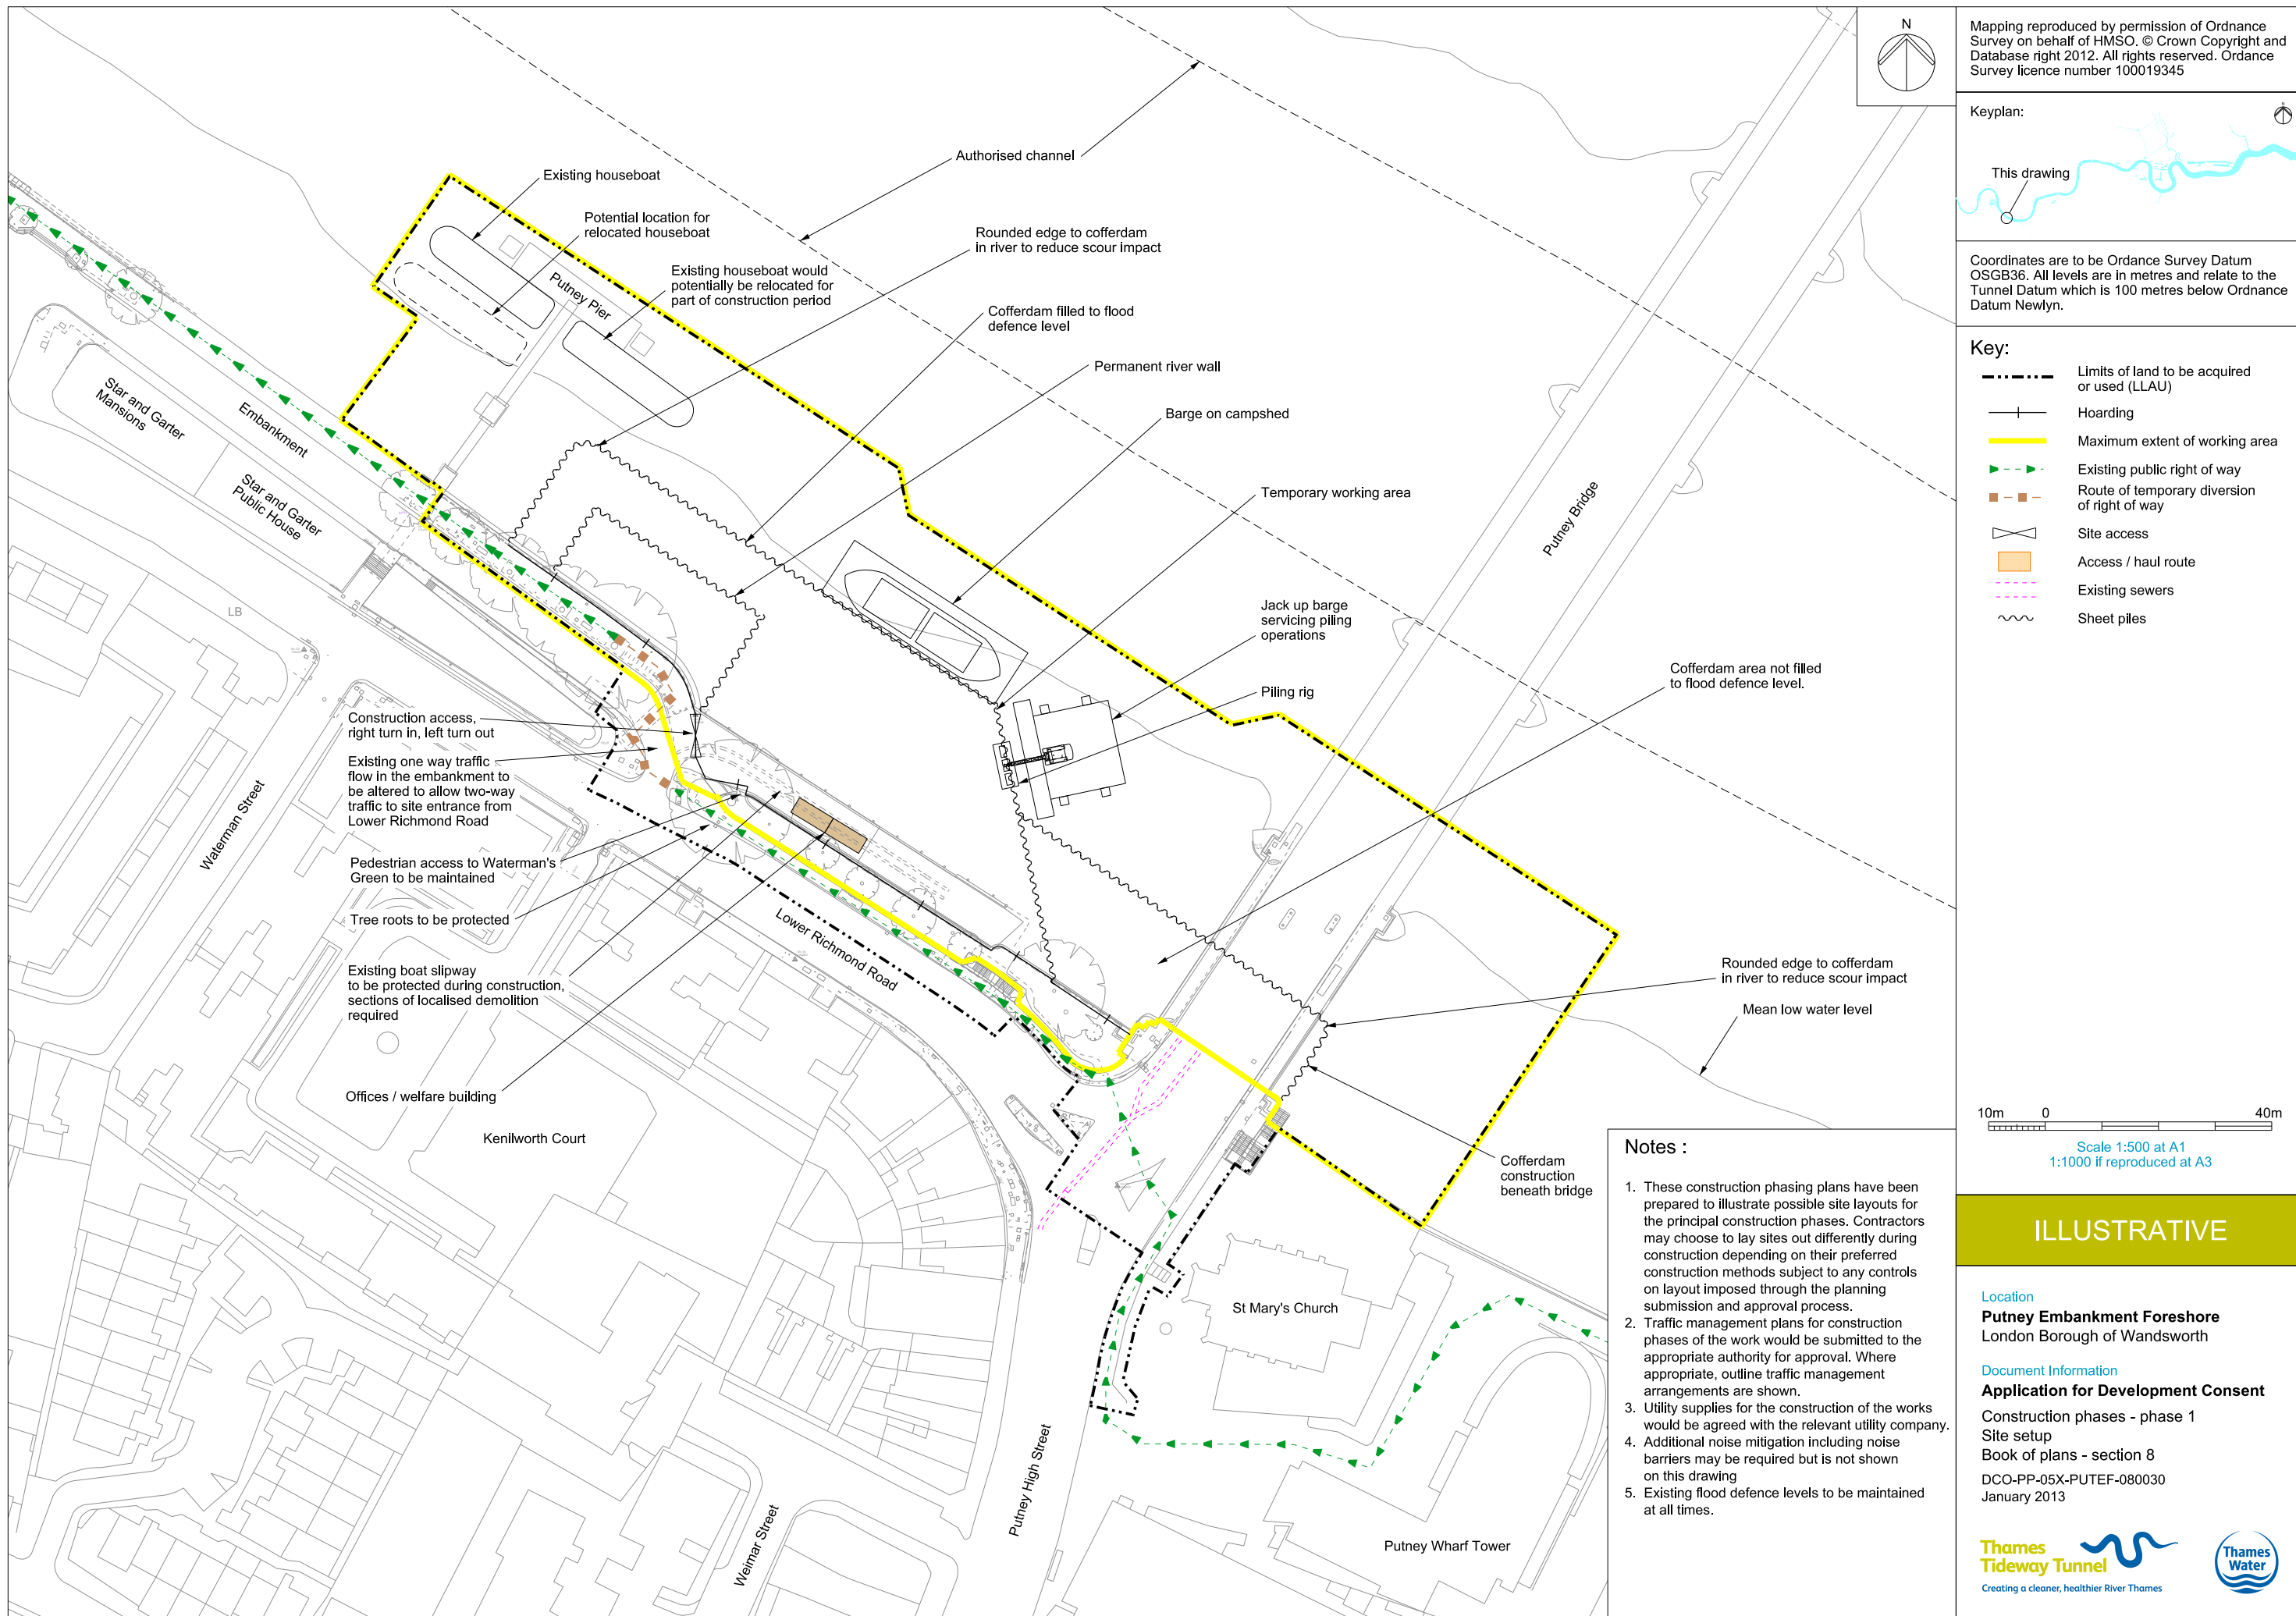 N
Mapping reproduced by permission of Ordnance
Survey on behalf of HMSO. © Crown Copyright and
Database right 2012. All rights reserved. Ordance
Survey licence number 100019345
Keyplan:
This drawing
Coordinates are to be Ordance Survey Datum
OSGB36. All levels are in metres and relate to the
Tunnel Datum which is 100 metres below Ordnance
Datum Newlyn.
Key:
Limits of land to be acquired
or used (LLAU)
Hoarding
Maximum extent of working area
Existing public right of way
Route of temporary diversion
of right of way
Site access
Access / haul route
Existing sewers
Sheet piles
Authorised channel
Existing houseboat
Potential location for
relocated houseboat
Existing houseboat would
potentially be relocated for
part of construction period
Putney Pier
Rounded edge to cofferdam
in river to reduce scour impact
Cofferdam filled to flood
defence level
Permanent river wall
Barge on campshed
Temporary working area
Putney Bridge
Jack up barge
servicing piling
operations
Piling rig
Cofferdam area not filled
to flood defence level.
Star and Garter
Mansions
Embankment
Star and Garter
Public House
LB
Waterman Street
Construction access,
right turn in, left turn out
Existing one way traffic
flow in the embankment to
be altered to allow two-way
traffic to site entrance from
Lower Richmond Road
Pedestrian access to Waterman's
Green to be maintained
Tree roots to be protected
Existing boat slipway
to be protected during construction,
sections of localised demolition
required
Offices / welfare building
Lower Richmond Road
Kenilworth Court
Rounded edge to cofferdam
in river to reduce scour impact
Mean low water level
Cofferdam
construction
beneath bridge
St Mary's Church
Putney High Street
Weimar Street
Putney Wharf Tower
Notes :
1. These construction phasing plans have been
prepared to illustrate possible site layouts for
the principal construction phases. Contractors
may choose to lay sites out differently during
construction depending on their preferred
construction methods subject to any controls
on layout imposed through the planning
submission and approval process.
2. Traffic management plans for construction
phases of the work would be submitted to the
appropriate authority for approval. Where
appropriate, outline traffic management
arrangements are shown.
3. Utility supplies for the construction of the works
would be agreed with the relevant utility company.
4. Additional noise mitigation including noise
barriers may be required but is not shown
on this drawing
5. Existing flood defence levels to be maintained
at all times.
10m 0 40m
Scale 1:500 at A1
1:1000 if reproduced at A3
ILLUSTRATIVE
Location
Putney Embankment Foreshore
London Borough of Wandsworth
Document Information
Application for Development Consent
Construction phases - phase 1
Site setup
Book of plans - section 8
DCO-PP-05X-PUTEF-080030
January 2013
Thames
Tideway Tunnel
Creating a cleaner, healthier River Thames
Thames
Water